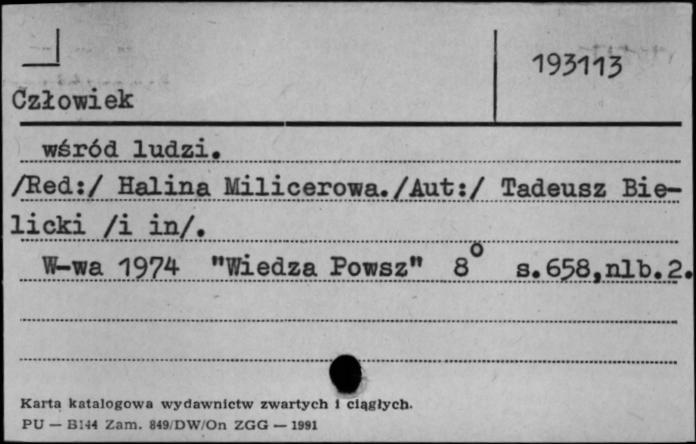 193113
Człowiek
wśród ludzi.
/Red:/ Halina Milicerowa./Aut:/ Tadeusz Bie-
licki /i in/.
W-wa 1974 "Wiedza Powsz" 8° s.658,nlb.2.
Karta katalogowa wydawnictw zwartych i ciągłych.
PU — B144 Zam. 849/DW/On ZGG — 1991